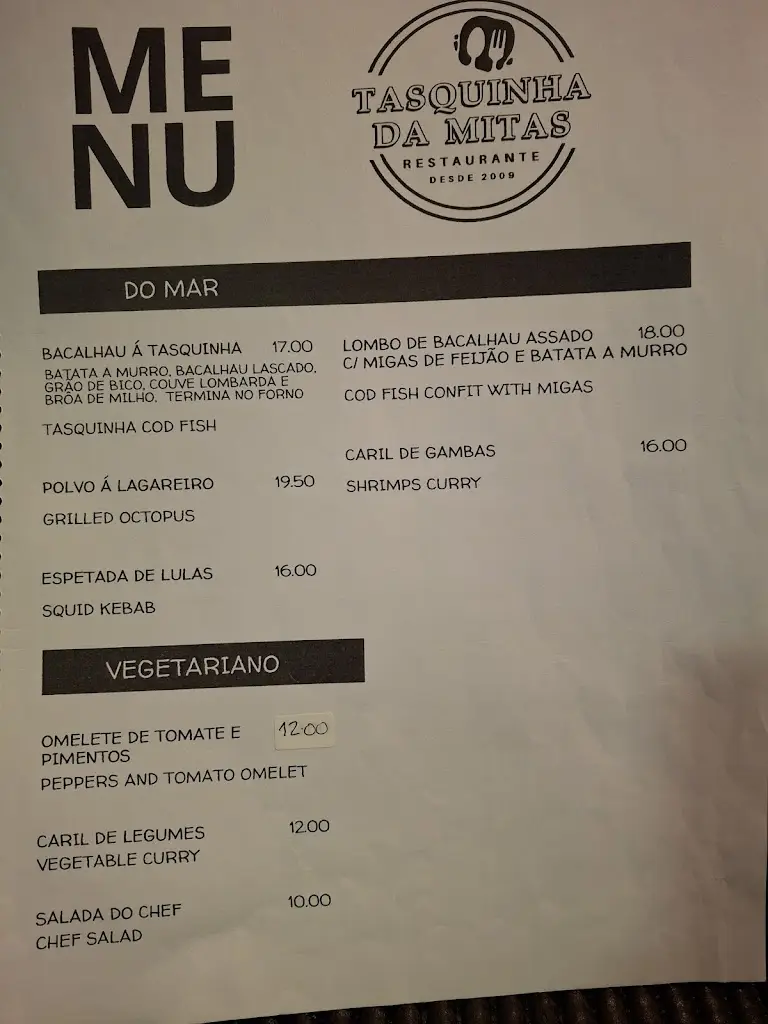 ME
NU
TASQUINHA
DA MITAS
RESTAURANTE
DESDE 2009
DO MAR
BACALHAU Á TASQUINHA 17.00
BATATA A MURRO, BACALHAU LASCADO,
GRÃO DE BICO, COUVE LOMBARDA E
BRÔA DE MILHO, TERMINA NO FORNO
TASQUINHA COD FISH
POLVO Á LAGAREIRO 19.50
GRILLED OCTOPUS
ESPETADA DE LULAS 16.00
SQUID KEBAB
LOMBO DE BACALHAU ASSADO 18.00
C/ MIGAS DE FEIJÃO E BATATA A MURRO
COD FISH CONFIT WITH MIGAS
CARIL DE GAMBAS 16.00
SHRIMPS CURRY
VEGETARIANO
OMELETE DE TOMATE E 12.00
PIMENTOS
PEPPERS AND TOMATO OMELET
CARIL DE LEGUMES 12.00
VEGETABLE CURRY
SALADA DO CHEF 10.00
CHEF SALAD